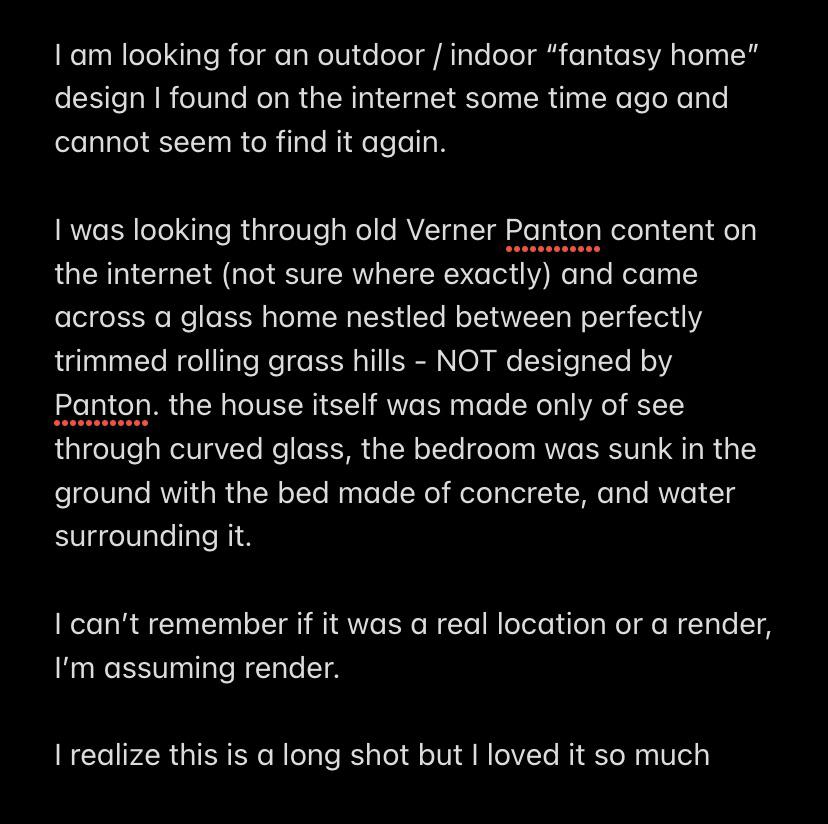 I am looking for an outdoor / indoor “fantasy home”
design I found on the internet some time ago and
cannot seem to find it again.
I was looking through old Verner Panton content on
the internet (not sure where exactly) and came
across a glass home nestled between perfectly
trimmed rolling grass hills - NOT designed by
Panton. the house itself was made only of see
through curved glass, the bedroom was sunk in the
ground with the bed made of concrete, and water
surrounding it.
I can’t remember if it was a real location or a render,
I’m assuming render.
I realize this is a long shot but I loved it so much